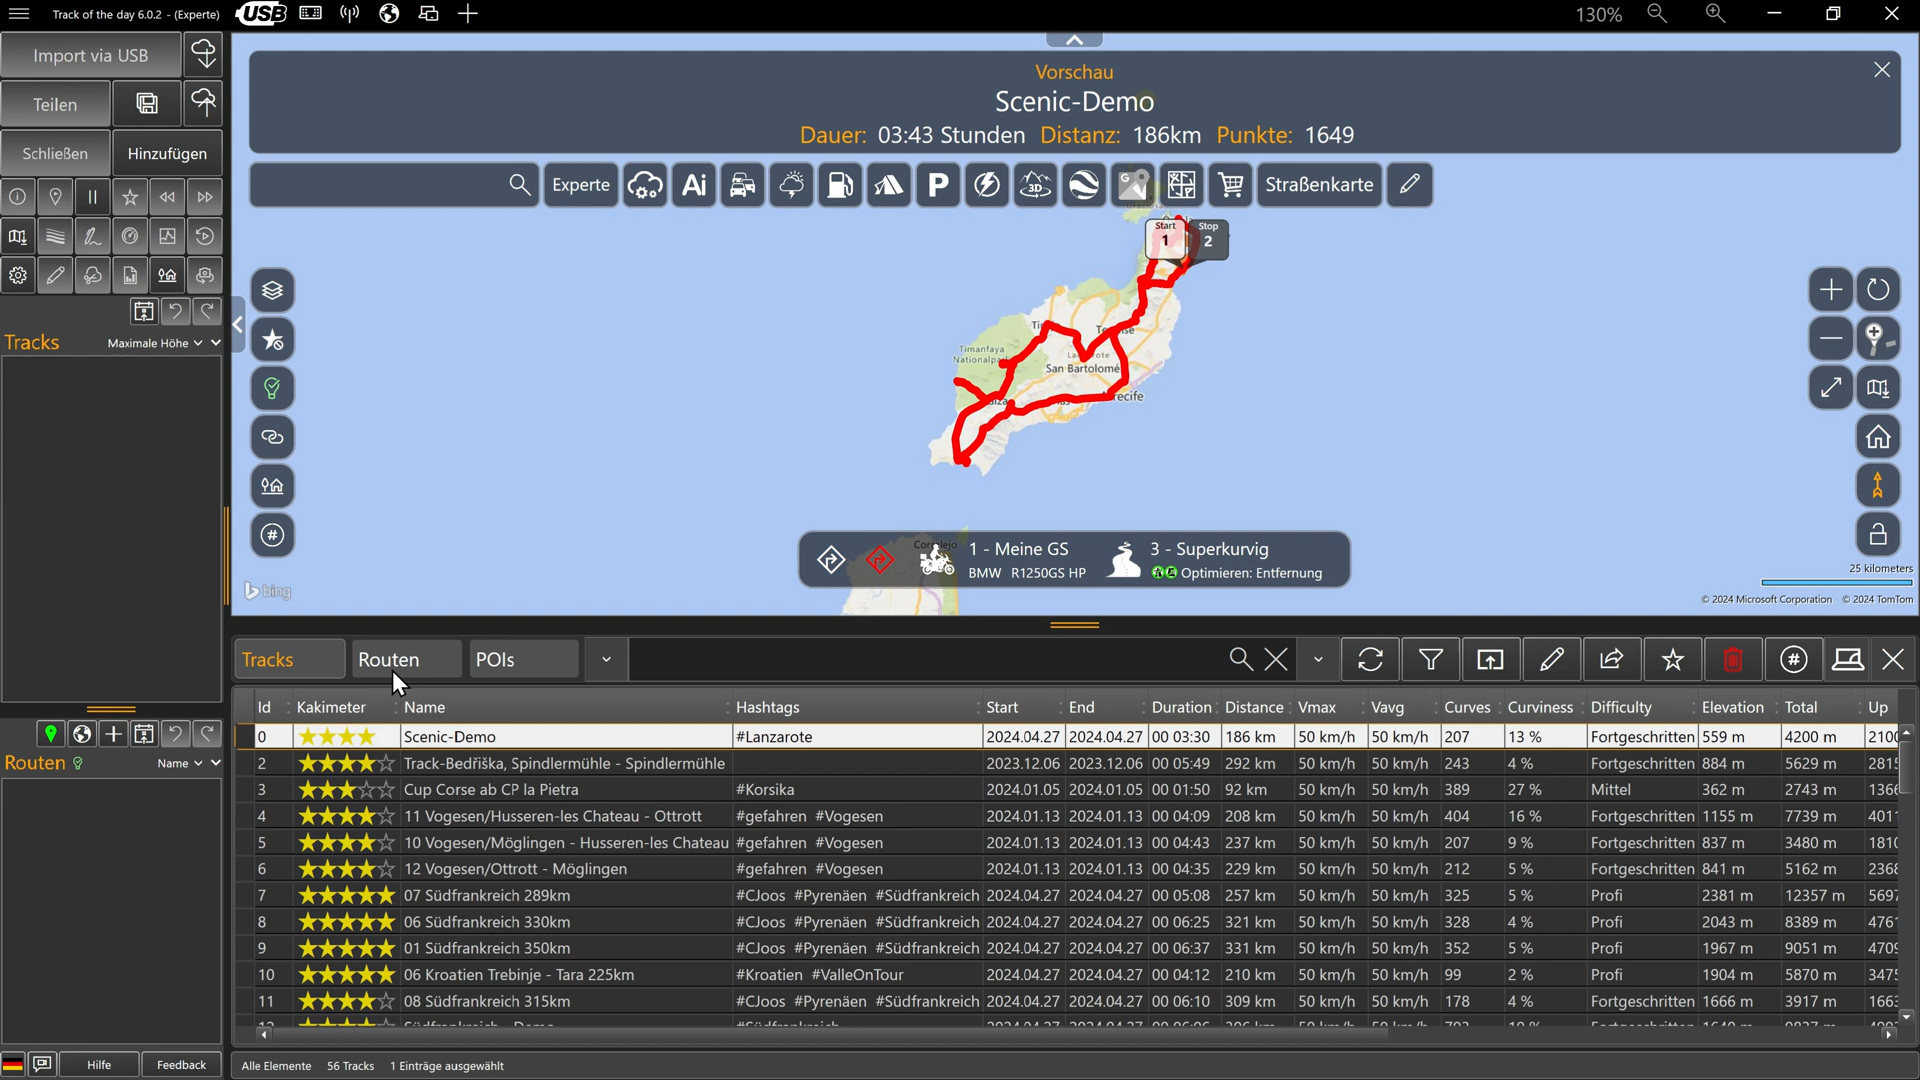 Track of the day 6.0.2 - (Experte) USB 130%
Import via USB
Teilen
Schließen Hinzufügen
Tracks Maximale Höhe
Routen Name
Hilfe Feedback
Vorschau
Scenic-Demo
Dauer: 03:43 Stunden Distanz: 186km Punkte: 1649
Experte Ai P 3D G Straßenkarte
Start 1 Stop 2
Timanfaya
Nationalpark
San Bartolomé
bing
1 - Meine GS 3 - Superkurvig
BMW R1250GS HP Optimieren: Entfernung
25 kilometers
© 2024 Microsoft Corporation © 2024 TomTom
Tracks Routen POIs
Id Kakimeter Name Hashtags Start End Duration Distance Vmax Vavg Curves Curviness Difficulty Elevation Total Up
0 Scenic-Demo #Lanzarote 2024.04.27 2024.04.27 00 03:30 186 km 50 km/h 50 km/h 207 13 % Fortgeschritten 559 m 4200 m 2100
2 Track-Bedřiška, Spindlermühle - Spindlermühle 2023.12.06 2023.12.06 00 05:49 292 km 50 km/h 50 km/h 243 4 % Fortgeschritten 884 m 5629 m 2815
3 Cup Corse ab CP la Pietra #Korsika 2024.01.05 2024.01.05 00 01:50 92 km 50 km/h 50 km/h 389 27 % Mittel 362 m 2743 m 1366
4 11 Vogesen/Husseren-les Chateau - Ottrott #gefahren #Vogesen 2024.01.13 2024.01.13 00 04:09 208 km 50 km/h 50 km/h 404 16 % Fortgeschritten 1155 m 7739 m 4011
5 10 Vogesen/Möglingen - Husseren-les Chateau #gefahren #Vogesen 2024.01.13 2024.01.13 00 04:43 237 km 50 km/h 50 km/h 207 9 % Fortgeschritten 837 m 3480 m 1810
6 12 Vogesen/Ottrott - Möglingen #gefahren #Vogesen 2024.01.13 2024.01.13 00 04:35 229 km 50 km/h 50 km/h 212 5 % Fortgeschritten 841 m 5162 m 2368
7 07 Südfrankreich 289km #CJoos #Pyrenäen #Südfrankreich 2024.04.27 2024.04.27 00 05:08 257 km 50 km/h 50 km/h 325 5 % Profi 2381 m 12357 m 5697
8 06 Südfrankreich 330km #CJoos #Pyrenäen #Südfrankreich 2024.04.27 2024.04.27 00 06:25 321 km 50 km/h 50 km/h 328 4 % Profi 2043 m 8389 m 4761
9 01 Südfrankreich 350km #CJoos #Pyrenäen #Südfrankreich 2024.04.27 2024.04.27 00 06:37 331 km 50 km/h 50 km/h 352 5 % Profi 1967 m 9051 m 4709
10 06 Kroatien Trebinje - Tara 225km #Kroatien #ValleOnTour 2024.04.27 2024.04.27 00 04:12 210 km 50 km/h 50 km/h 99 2 % Profi 1904 m 5870 m 3475
11 08 Südfrankreich 315km #CJoos #Pyrenäen #Südfrankreich 2024.04.27 2024.04.27 00 06:10 309 km 50 km/h 50 km/h 178 4 % Fortgeschritten 1666 m 3917 m 1663
Alle Elemente 56 Tracks 1 Einträge ausgewählt